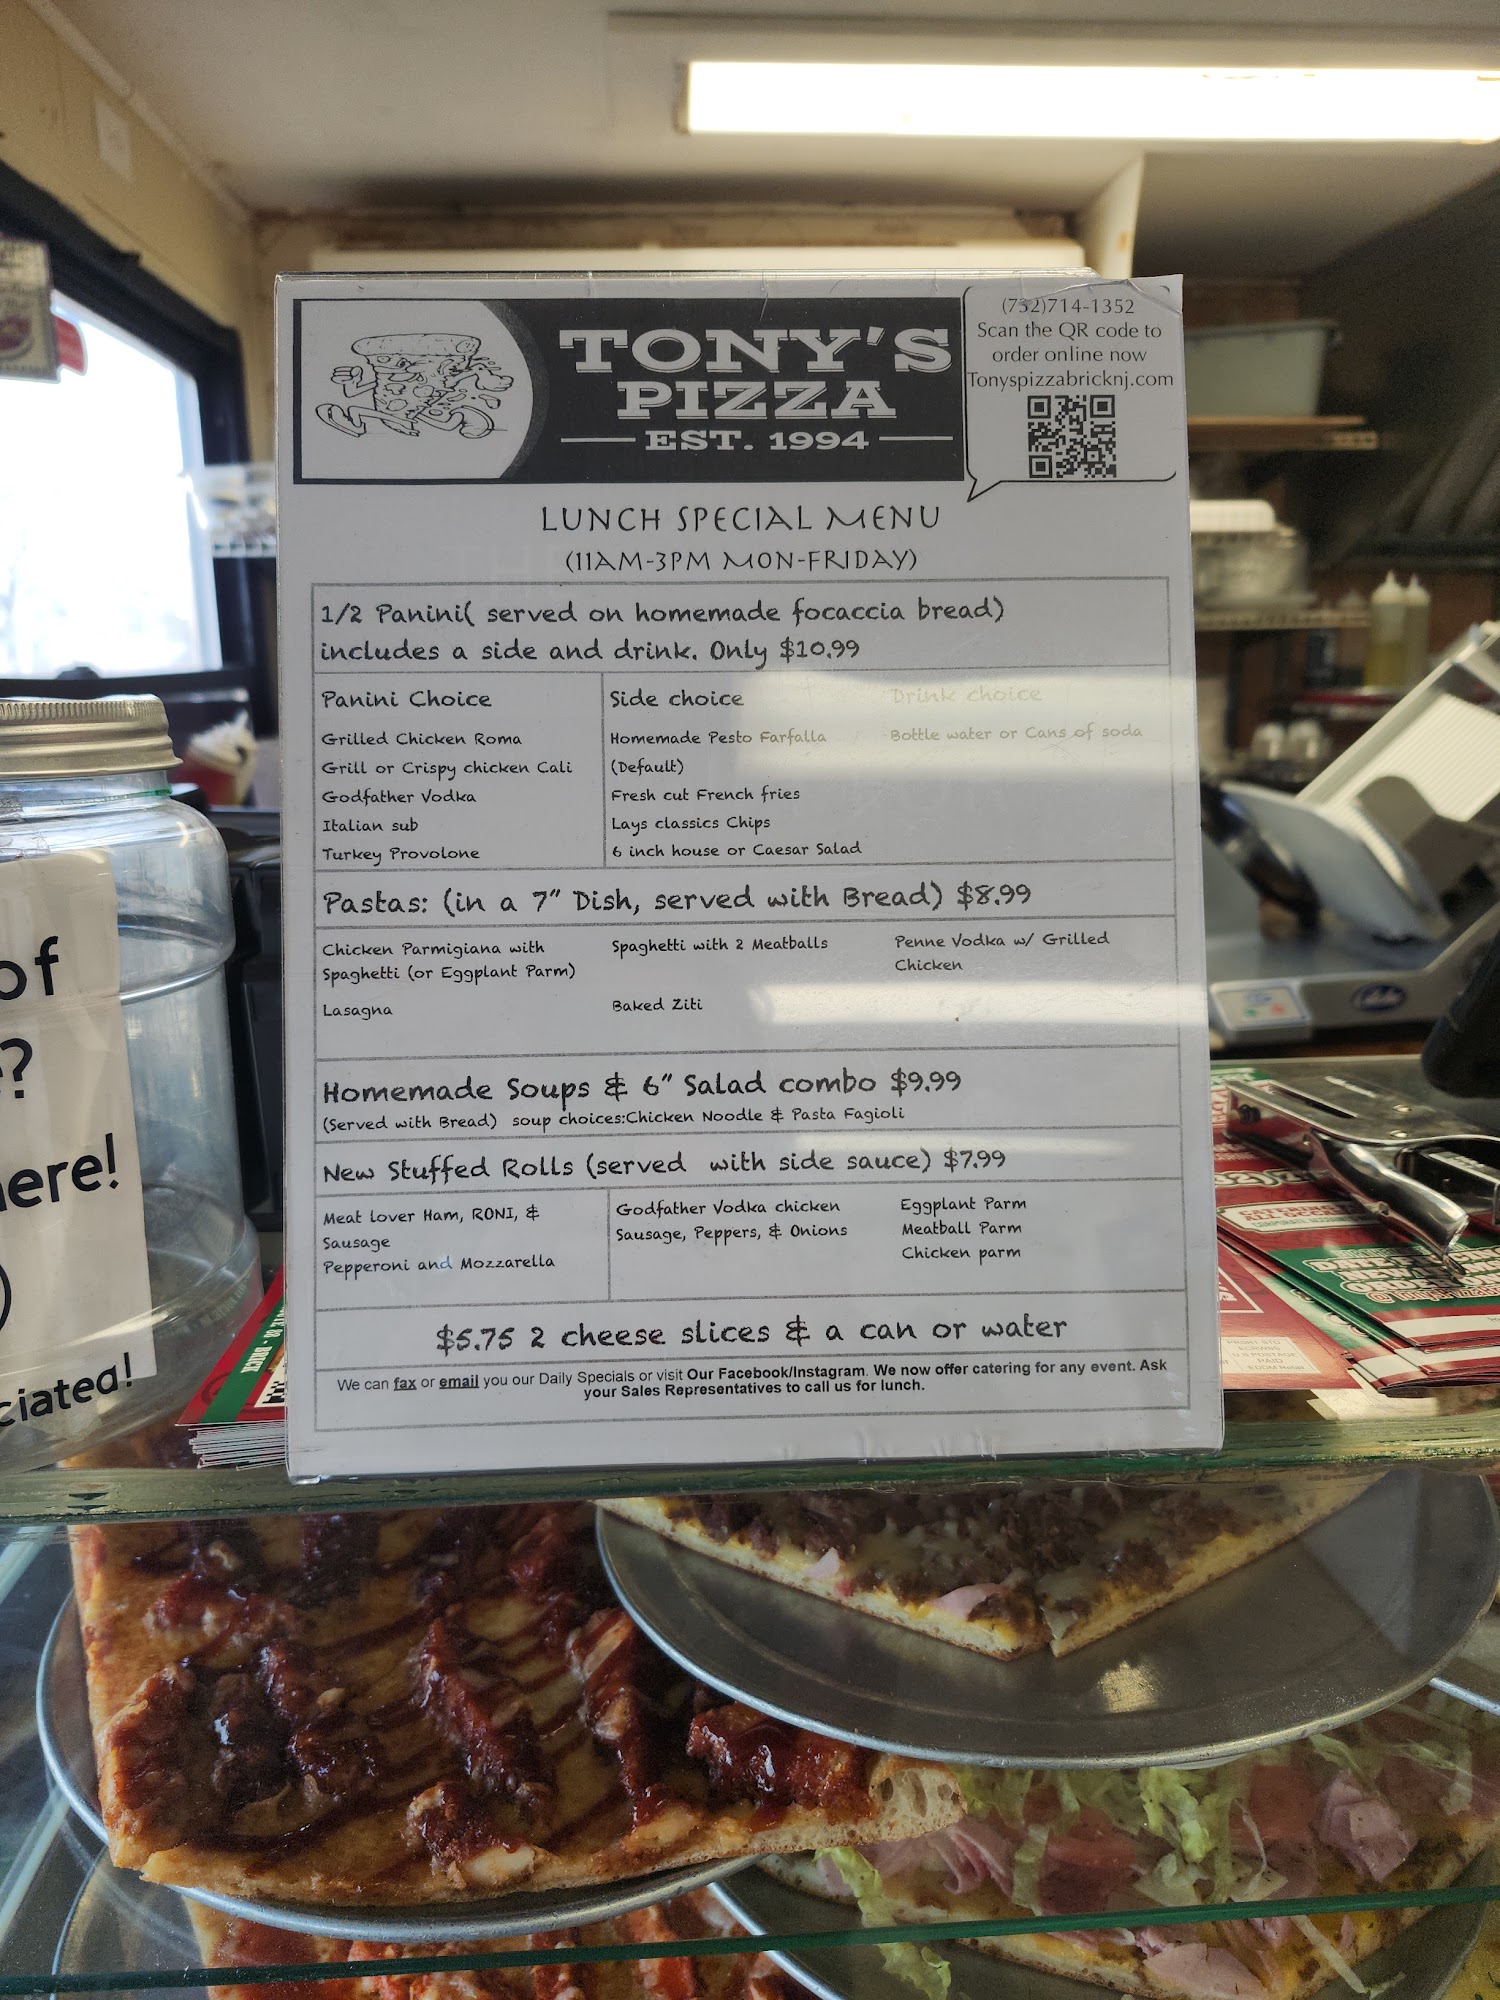 TONY'S
PIZZA
EST. 1994
(732)714-1352
Scan the QR code to
order online now
Tonyspizzabricknj.com
LUNCH SPECIAL MENU
(11AM-3PM MON-FRIDAY)
1/2 Panini( served on homemade focaccia bread)
includes a side and drink. Only $10.99
Panini Choice
Grilled Chicken Roma
Grill or Crispy chicken Cali
Godfather Vodka
Italian sub
Turkey Provolone
Side choice
Homemade Pesto Farfalla
(Default)
Fresh cut French fries
Lays classics Chips
6 inch house or Caesar Salad
Drink choice
Bottle water or Cans of soda
Pastas: (in a 7" Dish, served with Bread) $8.99
Chicken Parmigiana with
Spaghetti (or Eggplant Parm)
Lasagna
Spaghetti with 2 Meatballs
Baked Ziti
Penne Vodka w/ Grilled
Chicken
Homemade Soups & 6" Salad combo $9.99
(Served with Bread) soup choices:Chicken Noodle & Pasta Fagioli
New Stuffed Rolls (served with side sauce) $7.99
Meat lover Ham, RONI, &
Sausage
Pepperoni and Mozzarella
Godfather Vodka chicken
Sausage, Peppers, & Onions
Eggplant Parm
Meatball Parm
Chicken parm
$5.75 2 cheese slices & a can or water
We can fax or email you our Daily Specials or visit Our Facebook/Instagram. We now offer catering for any event. Ask
your Sales Representatives to call us for lunch.
of
?
ere!
ciated!
PRSRT STD
ECRWSS
U S POSTAGE
PAID
EDDM Retail